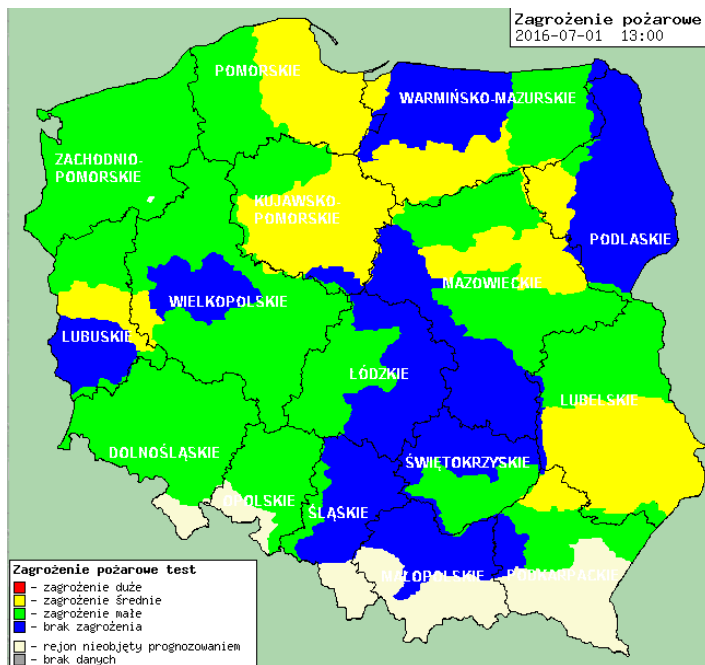 Zagrożenie pożarowe
2016-07-01 13:00
POMORSKIE
WARMIŃSKO-MAZURSKIE
ZACHODNIO-
POMORSKIE
KUJAWSKO
POMORSKIE
PODLASKIE
MAZOWIECKIE
WIELKOPOLSKIE
LUBUSKIE
ŁÓDZKIE
LUBELSKIE
DOLNOŚLĄSKIE
ŚWIĘTOKRZYSKIE
OPOLSKIE
ŚLĄSKIE
MAŁOPOLSKIE
PODKARPACKIE
Zagrożenie pożarowe test
- zagrożenie duże
- zagrożenie średnie
- zagrożenie małe
- brak zagrożenia
- rejon nieobjęty prognozowaniem
- brak danych